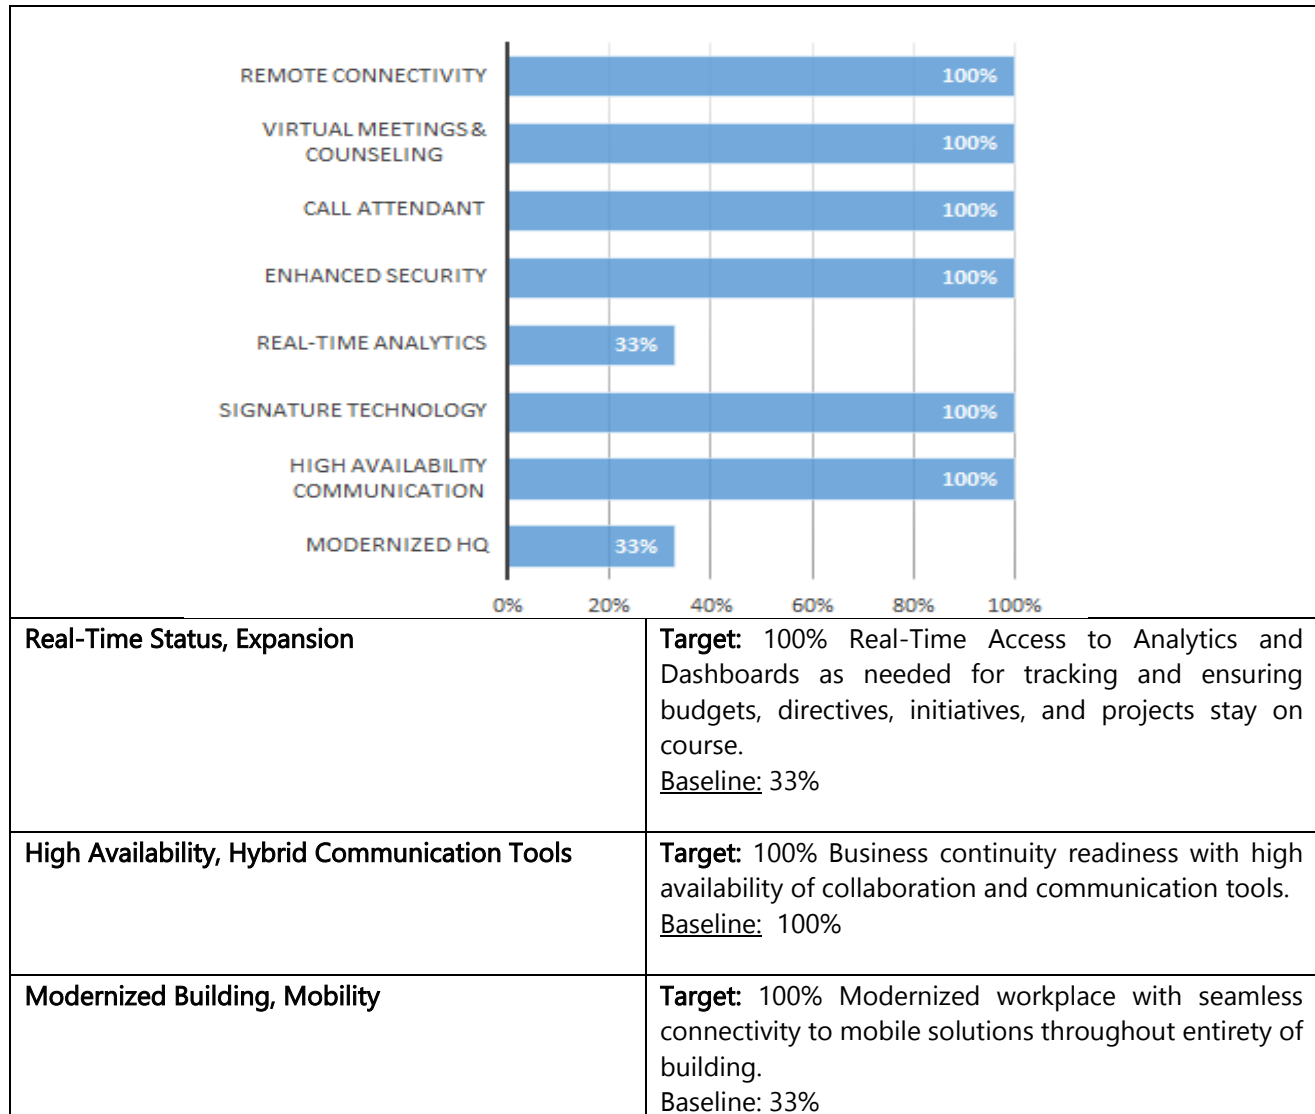 REMOTE CONNECTIVITY
100%
VIRTUAL MEETINGS &
COUNSELING
100%
CALL ATTENDANT
100%
ENHANCED SECURITY
100%
REAL-TIME ANALYTICS
33%
SIGNATURE TECHNOLOGY
100%
HIGH AVAILABILITY
COMMUNICATION
100%
MODERNIZED HQ
33%
0% 20% 40% 60% 80% 100%
Real-Time Status, Expansion
Target: 100% Real-Time Access to Analytics and
Dashboards as needed for tracking and ensuring
budgets, directives, initiatives, and projects stay on
course.
Baseline: 33%
High Availability, Hybrid Communication Tools
Target: 100% Business continuity readiness with high
availability of collaboration and communication tools.
Baseline: 100%
Modernized Building, Mobility
Target: 100% Modernized workplace with seamless
connectivity to mobile solutions throughout entirety of
building.
Baseline: 33%